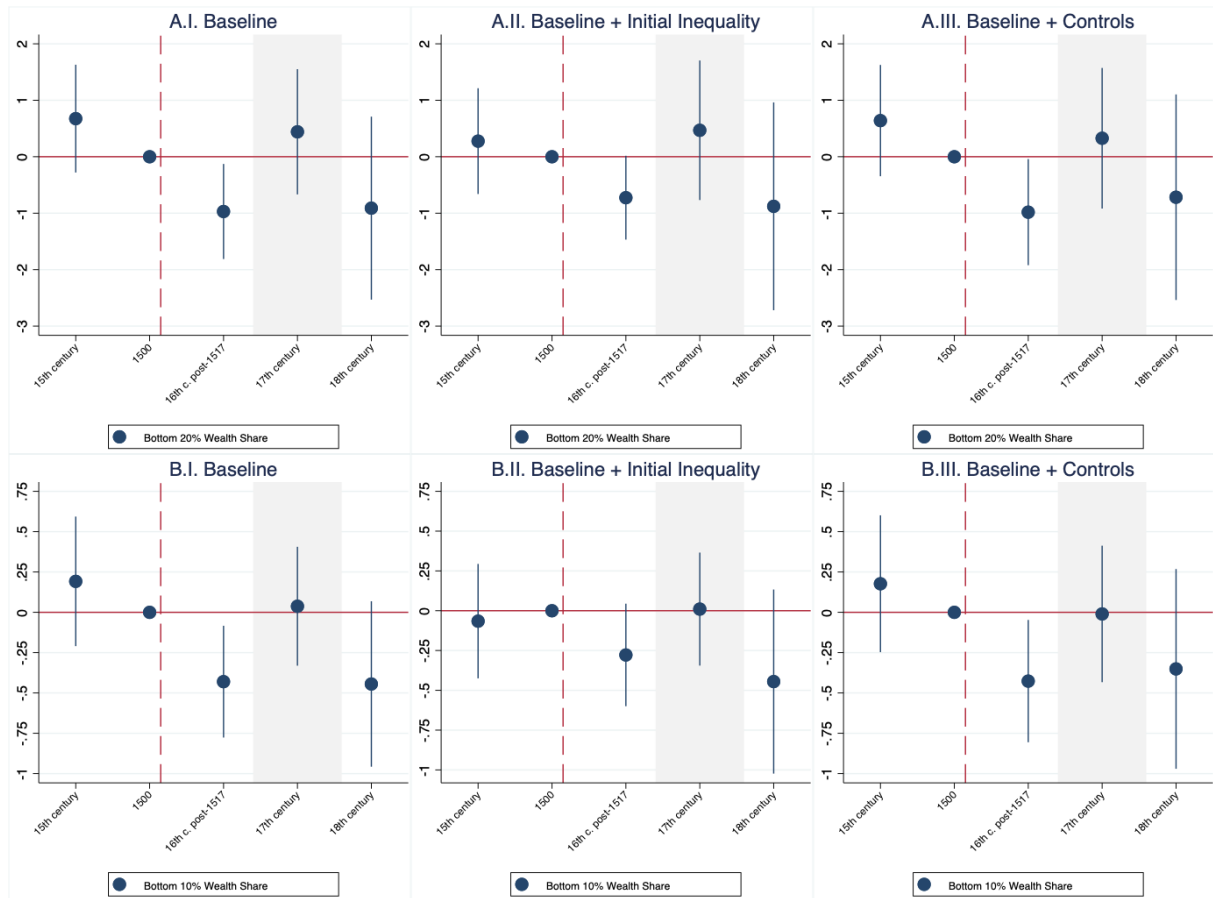 A.I. Baseline
2
1
0
-1
-2
-3
15th century
1500
16th c. post-1517
17th century
18th century
Bottom 20% Wealth Share
A.II. Baseline + Initial Inequality
2
1
0
-1
-2
-3
15th century
1500
16th c. post-1517
17th century
18th century
Bottom 20% Wealth Share
A.III. Baseline + Controls
2
1
0
-1
-2
-3
15th century
1500
16th c. post-1517
17th century
18th century
Bottom 20% Wealth Share
B.I. Baseline
.75
.5
.25
0
-.25
-.5
-.75
-1
15th century
1500
16th c. post-1517
17th century
18th century
Bottom 10% Wealth Share
B.II. Baseline + Initial Inequality
.75
.5
.25
0
-.25
-.5
-.75
-1
15th century
1500
16th c. post-1517
17th century
18th century
Bottom 10% Wealth Share
B.III. Baseline + Controls
.75
.5
.25
0
-.25
-.5
-.75
-1
15th century
1500
16th c. post-1517
17th century
18th century
Bottom 10% Wealth Share